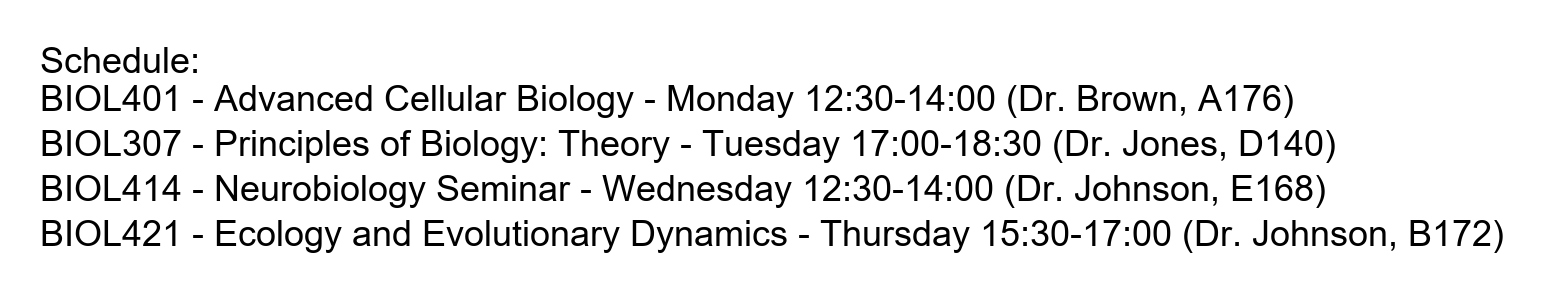 Schedule:
BIOL401 - Advanced Cellular Biology - Monday 12:30-14:00 (Dr. Brown, A176)
BIOL307 - Principles of Biology: Theory - Tuesday 17:00-18:30 (Dr. Jones, D140)
BIOL414 - Neurobiology Seminar - Wednesday 12:30-14:00 (Dr. Johnson, E168)
BIOL421 - Ecology and Evolutionary Dynamics - Thursday 15:30-17:00 (Dr. Johnson, B172)